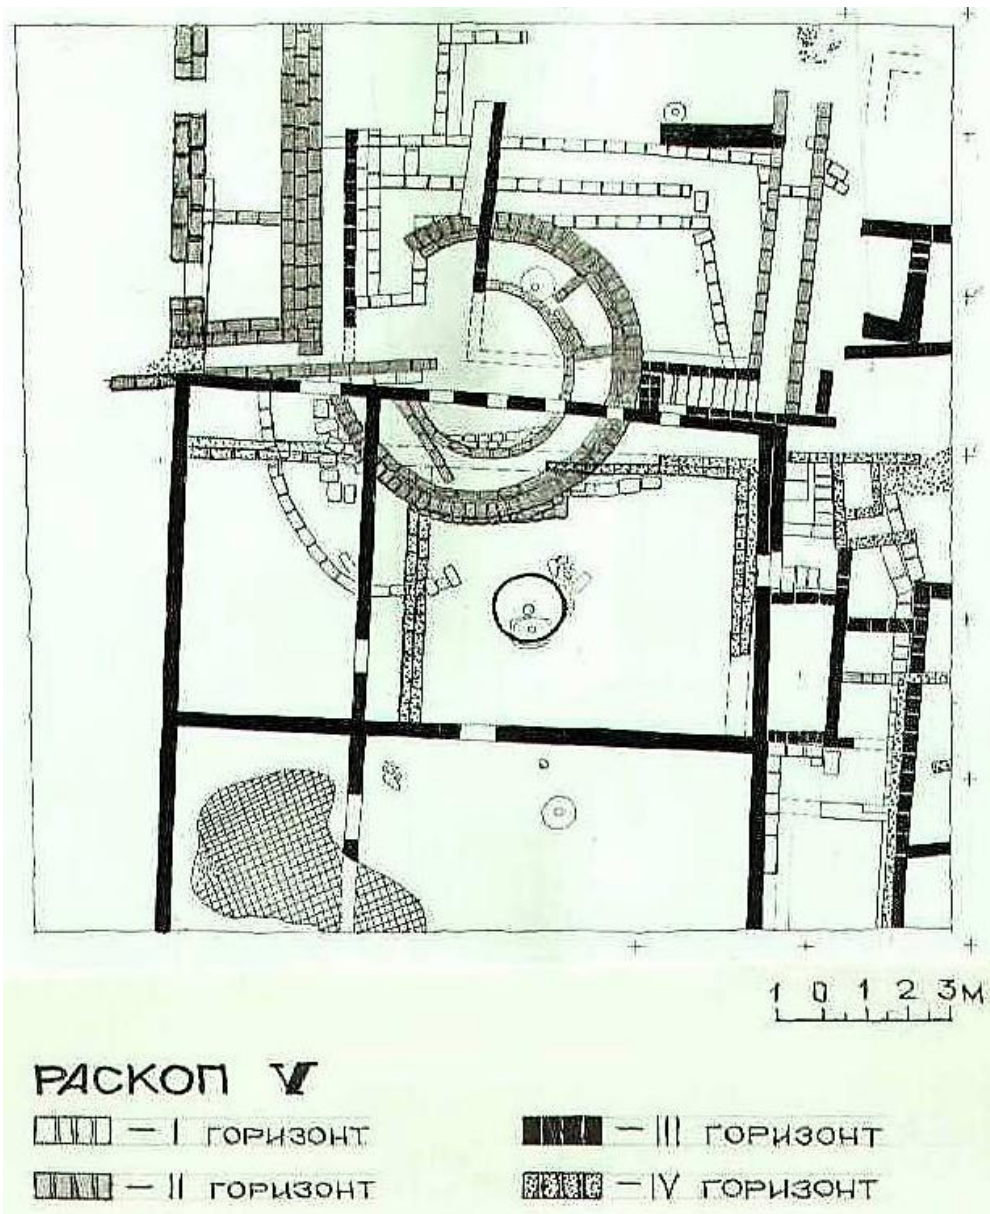 1 0 1 2 3м
РАСКОП V
— I ГОРИЗОНТ
— II ГОРИЗОНТ
— III ГОРИЗОНТ
— IV ГОРИЗОНТ